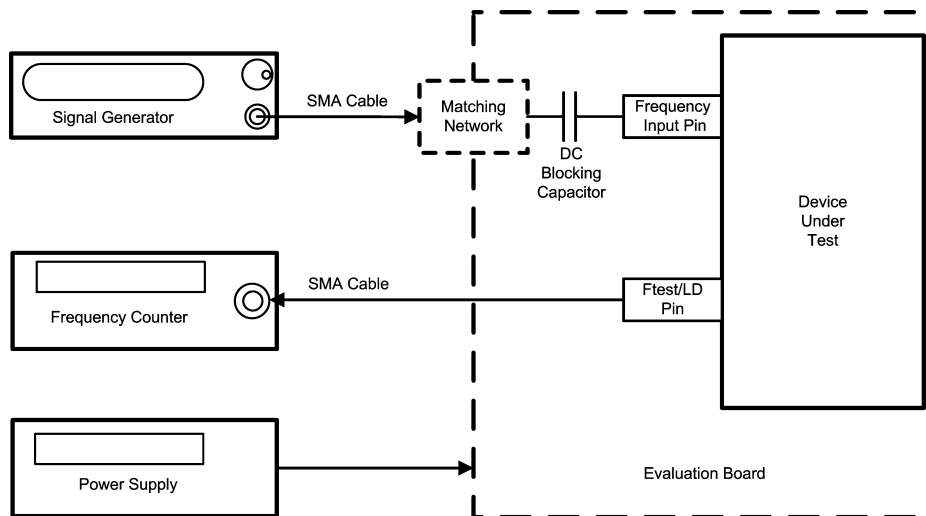 Signal Generator
SMA Cable
Matching
Network
DC
Blocking
Capacitor
Frequency
Input Pin
Device
Under
Test
Frequency Counter
SMA Cable
Ftest/LD
Pin
Power Supply
Evaluation Board